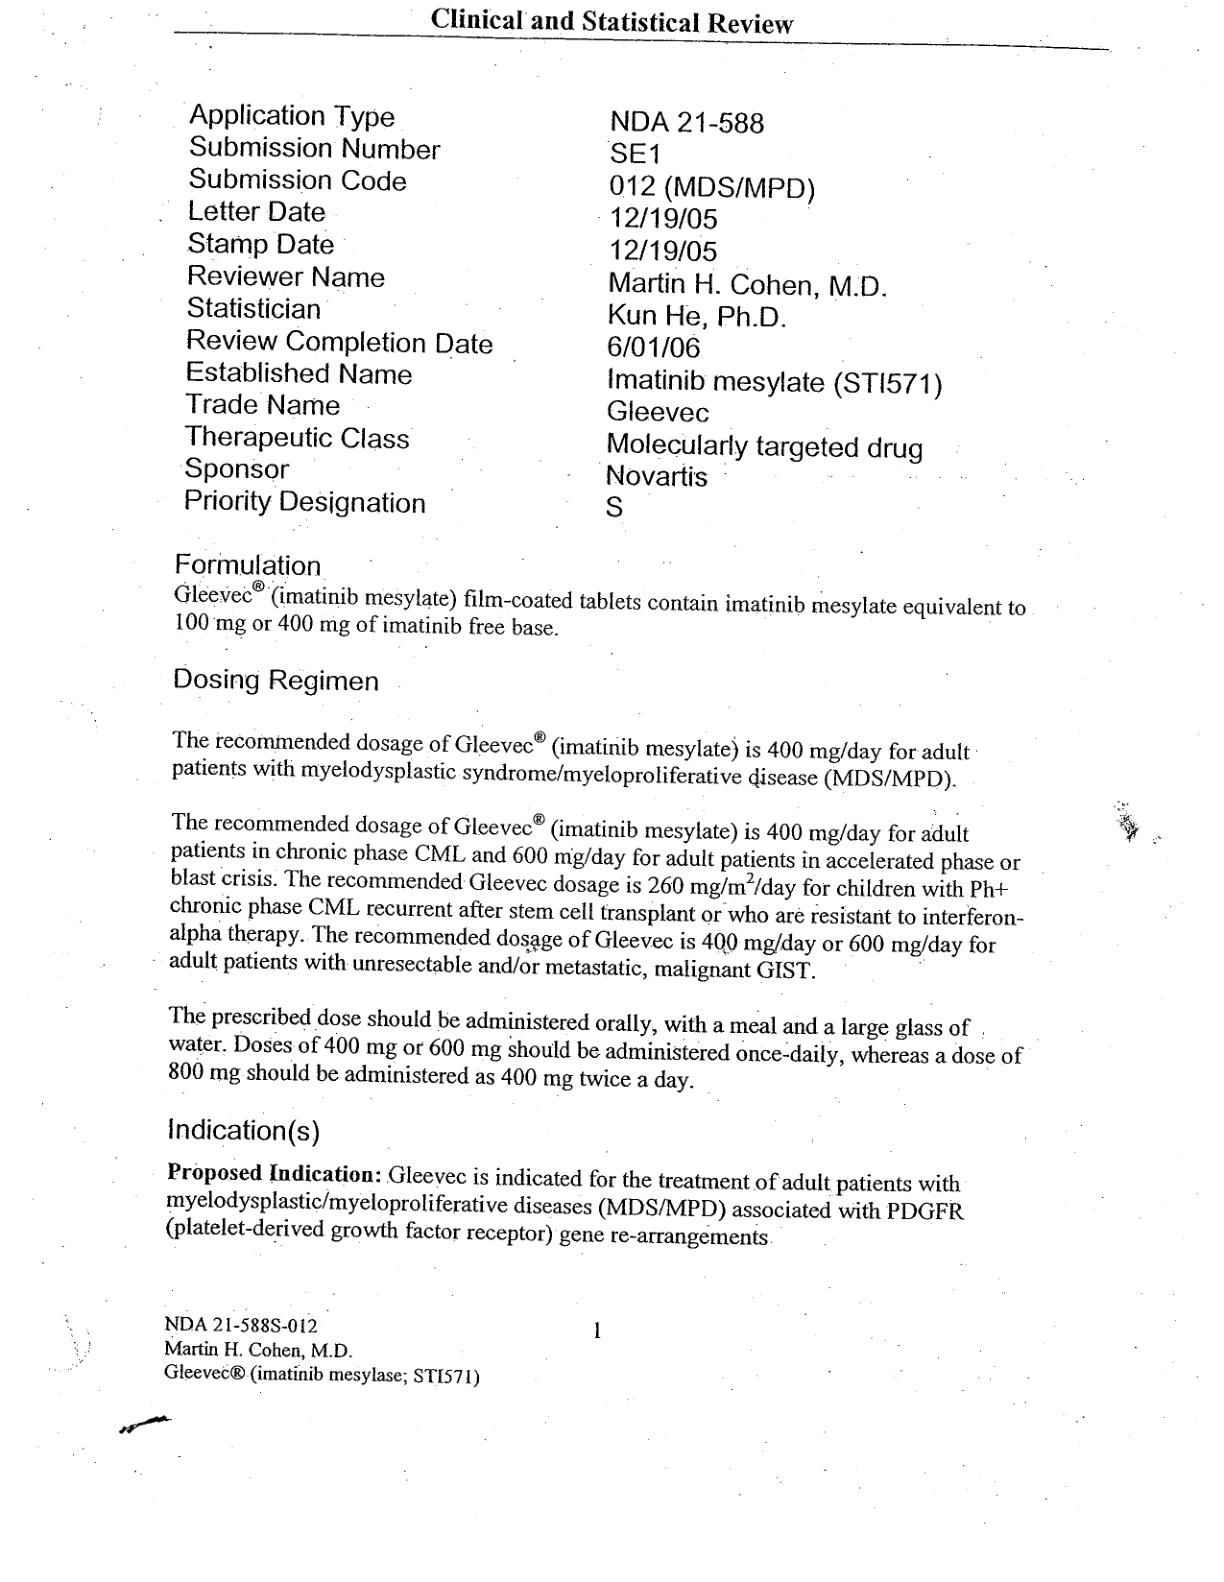 Clinical and Statistical Review
Application Type NDA 21-588
Submission Number SE1
Submission Code 012 (MDS/MPD)
Letter Date 12/19/05
Stamp Date 12/19/05
Reviewer Name Martin H. Cohen, M.D.
Statistician Kun He, Ph.D.
Review Completion Date 6/01/06
Established Name Imatinib mesylate (STI571)
Trade Name Gleevec
Therapeutic Class Molecularly targeted drug
Sponsor Novartis
Priority Designation S
Formulation
Gleevec® (imatinib mesylate) film-coated tablets contain imatinib mesylate equivalent to
100 mg or 400 mg of imatinib free base.
Dosing Regimen
The recommended dosage of Gleevec® (imatinib mesylate) is 400 mg/day for adult
patients with myelodysplastic syndrome/myeloproliferative disease (MDS/MPD).
The recommended dosage of Gleevec® (imatinib mesylate) is 400 mg/day for adult
patients in chronic phase CML and 600 mg/day for adult patients in accelerated phase or
blast crisis. The recommended Gleevec dosage is 260 mg/m²/day for children with Ph+
chronic phase CML recurrent after stem cell transplant or who are resistant to interferon-
alpha therapy. The recommended dosage of Gleevec is 400 mg/day or 600 mg/day for
adult patients with unresectable and/or metastatic, malignant GIST.
The prescribed dose should be administered orally, with a meal and a large glass of
water. Doses of 400 mg or 600 mg should be administered once-daily, whereas a dose of
800 mg should be administered as 400 mg twice a day.
Indication(s)
Proposed Indication: Gleevec is indicated for the treatment of adult patients with
myelodysplastic/myeloproliferative diseases (MDS/MPD) associated with PDGFR
(platelet-derived growth factor receptor) gene re-arrangements
NDA 21-588S-012 1
Martin H. Cohen, M.D.
Gleevec® (imatinib mesylase; STI571)